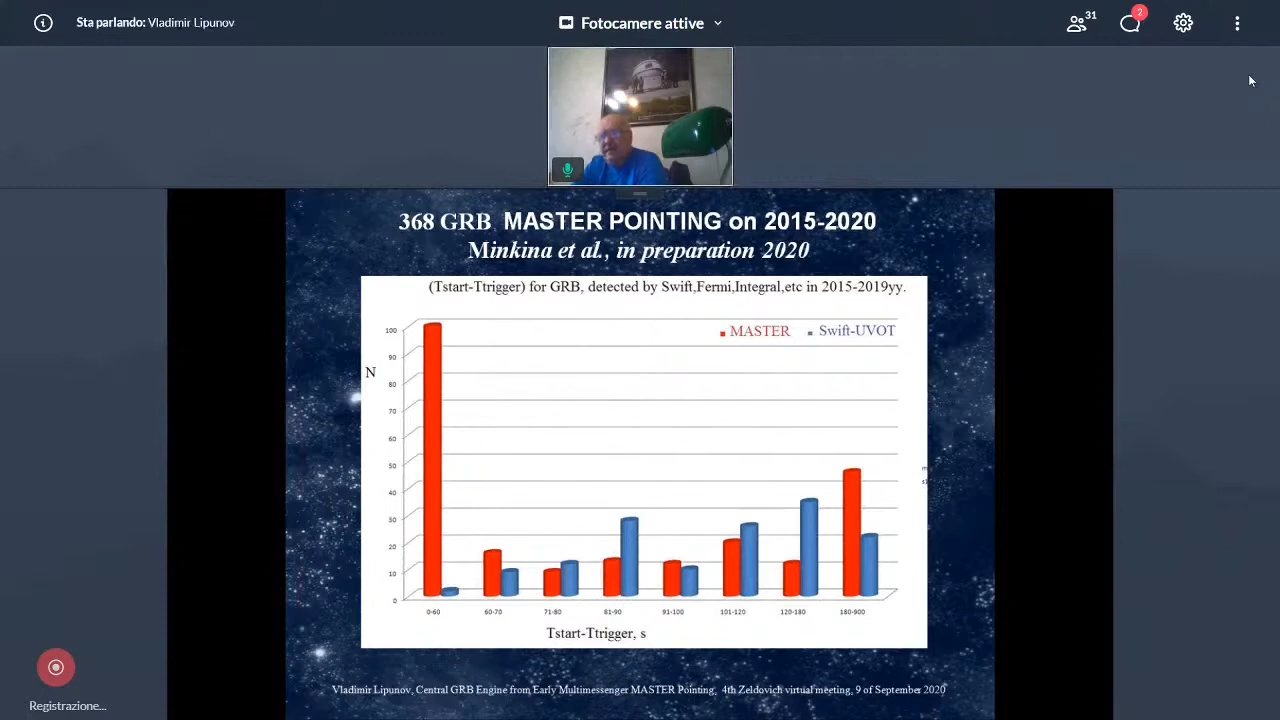 Sta parlando: Vladimir Lipunov
Fotocamere attive
31
2
368 GRB MASTER POINTING on 2015-2020
Minkina et al., in preparation 2020
(Tstart-Ttrigger) for GRB, detected by Swift,Fermi,Integral,etc in 2015-2019yy.
MASTER
Swift-UVOT
N
100
90
80
70
60
50
40
30
20
10
0
0-60
60-70
71-80
81-90
91-100
101-120
120-180
180-900
Tstart-Ttrigger, s
Vladimir Lipunov, Central GRB Engine from Early Multimessenger MASTER Pointing, 4th Zeldovich virtual meeting, 9 of September 2020
Registrazione...